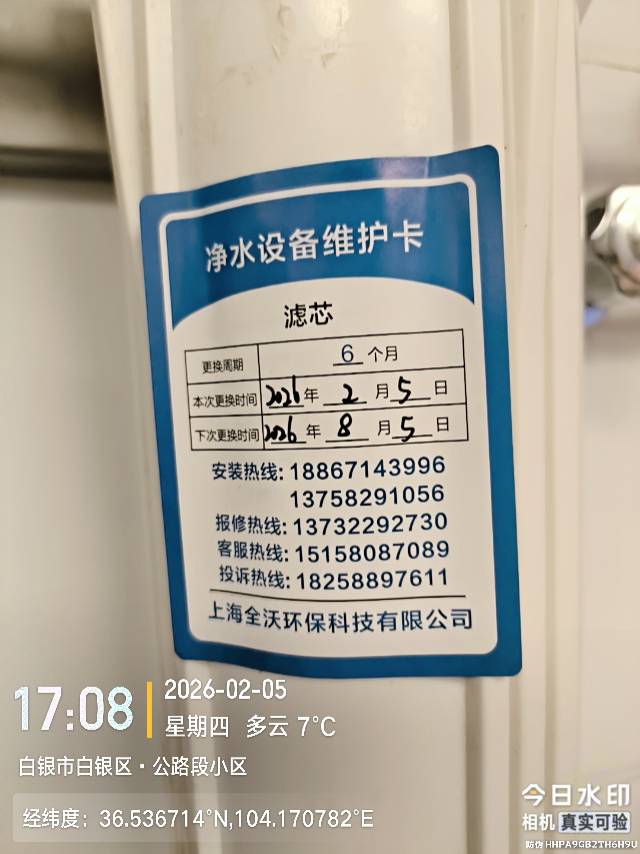 净水设备维护卡
滤芯
更换周期 6 个月
本次更换时间 2026年 2 月 5 日
下次更换时间 2026年 8 月 5 日
安装热线: 18867143996
13758291056
报修热线: 13732292730
客服热线: 15158087089
投诉热线: 18258897611
上海全沃环保科技有限公司
17:08
2026-02-05
星期四 多云 7°C
白银市白银区·公路段小区
经纬度: 36.536714°N,104.170782°E
今日水印
相机 真实可验
防伪 HHPA9GB2TH6H9U